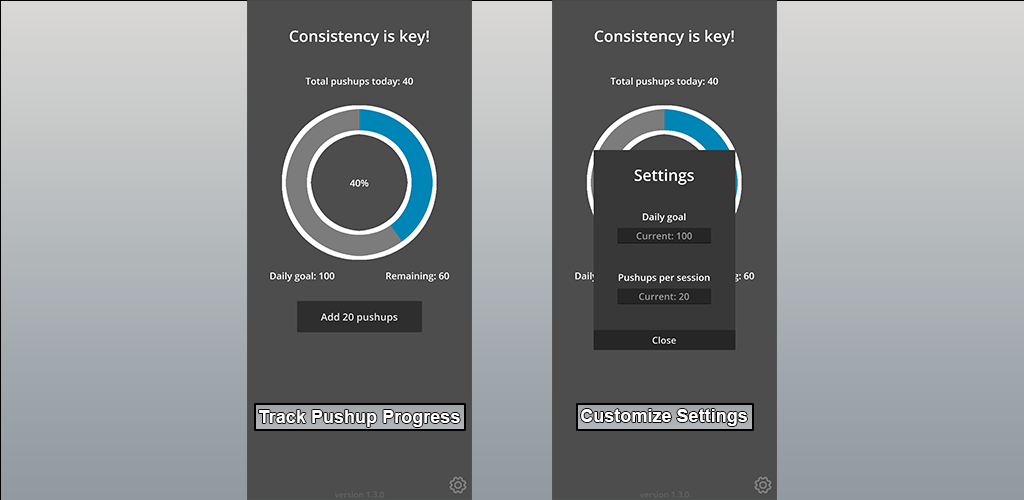 Consistency is key!
Total pushups today: 40
40%
Daily goal: 100
Remaining: 60
Add 20 pushups
Track Pushup Progress
version 1.3.0
Consistency is key!
Total pushups today: 40
Settings
Daily goal
Current: 100
Daily
g: 60
Pushups per session
Current: 20
Close
Customize Settings
version 1.3.0